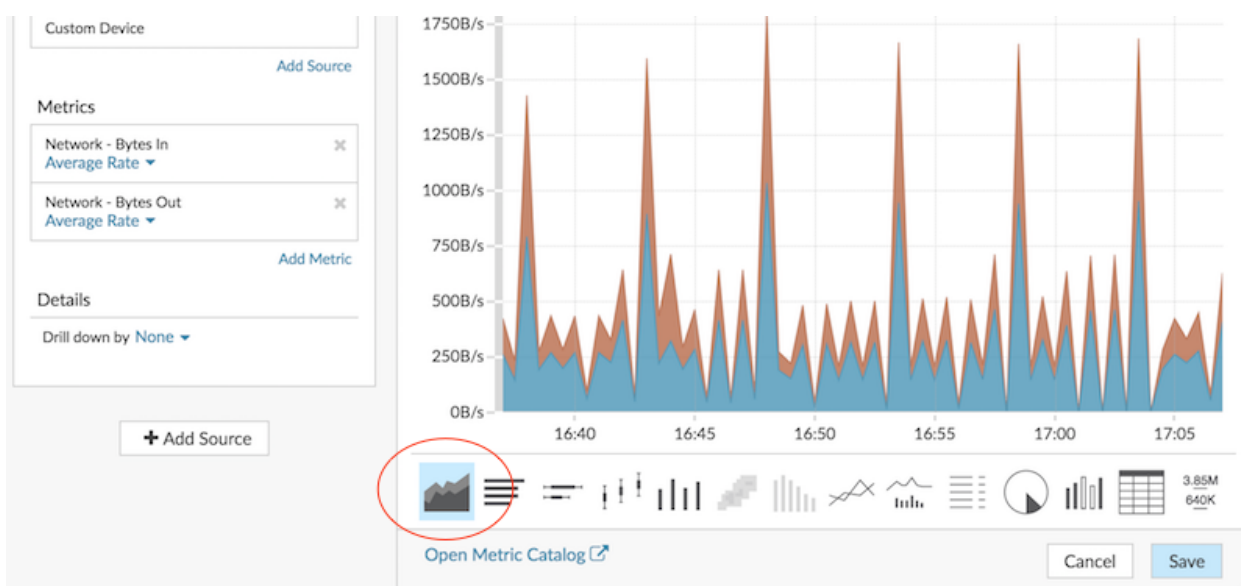 Custom Device
Add Source
Metrics
Network - Bytes In
Average Rate
Network - Bytes Out
Average Rate
Add Metric
Details
Drill down by None
+ Add Source
1750B/s
1500B/s
1250B/s
1000B/s
750B/s
500B/s
250B/s
0B/s
16:40 16:45 16:50 16:55 17:00 17:05
3.85M
640K
Open Metric Catalog
Cancel Save